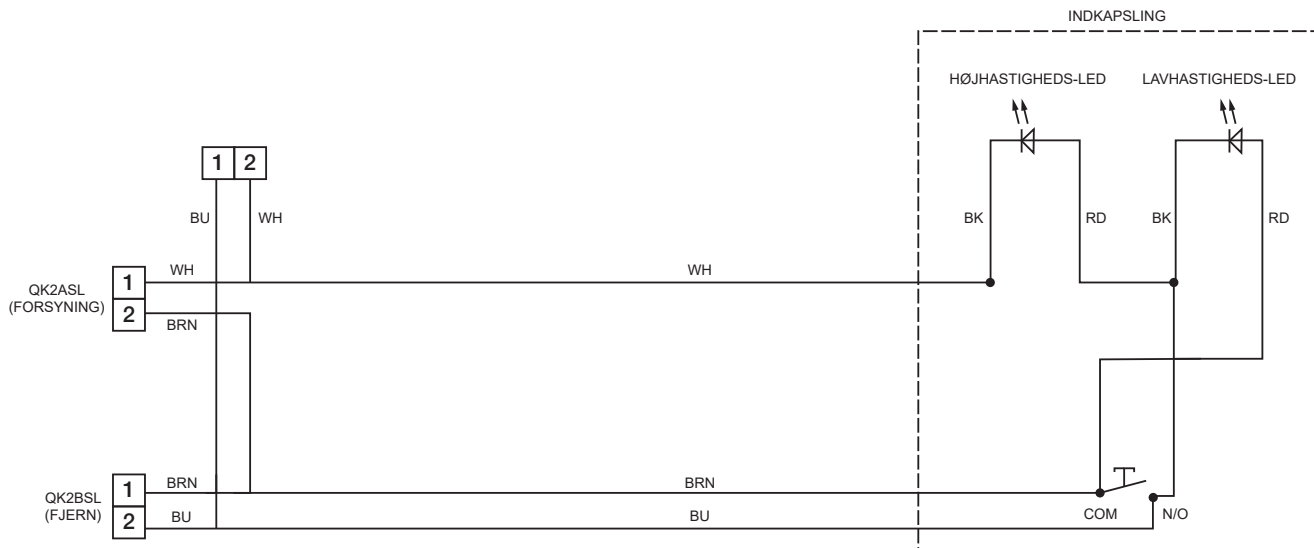 INDKAPSLING
HØJHASTIGHEDS-LED LAVHASTIGHEDS-LED
1 2
BU WH BK RD BK RD
WH WH
QK2ASL
(FORSYNING)
1
2
BRN
QK2BSL
(FJERN)
1
2
BRN BRN
BU BU
COM N/O